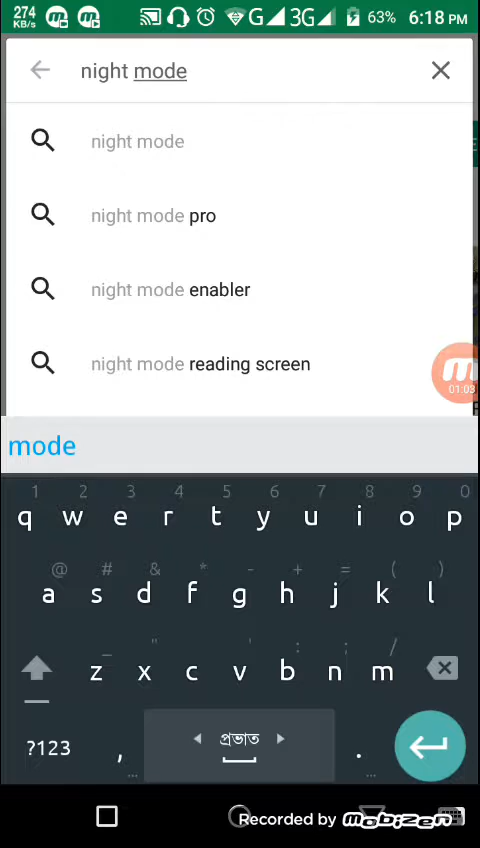 274
KB/s
G 3G 63% 6:18 PM
night mode
night mode
night mode pro
night mode enabler
night mode reading screen
01:03
mode
1 2 3 4 5 6 7 8 9 0
q w e r t y u i o p
@ # & * - + = ( )
a s d f g h j k l
_ " ' : ; /
z x c v b n m
?123 , প্রভাত .
Recorded by mobizen